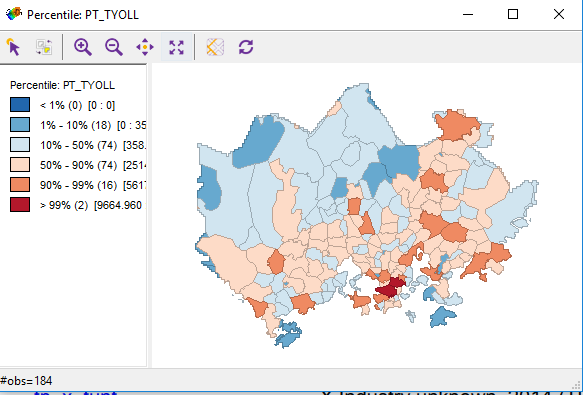 Percentile: PT_TYOLL
Percentile: PT_TYOLL
< 1% (0) [0 : 0]
1% - 10% (18) [0 : 35
10% - 50% (74) [358.
50% - 90% (74) [2514
90% - 99% (16) [5617
> 99% (2) [9664.960
#obs=184